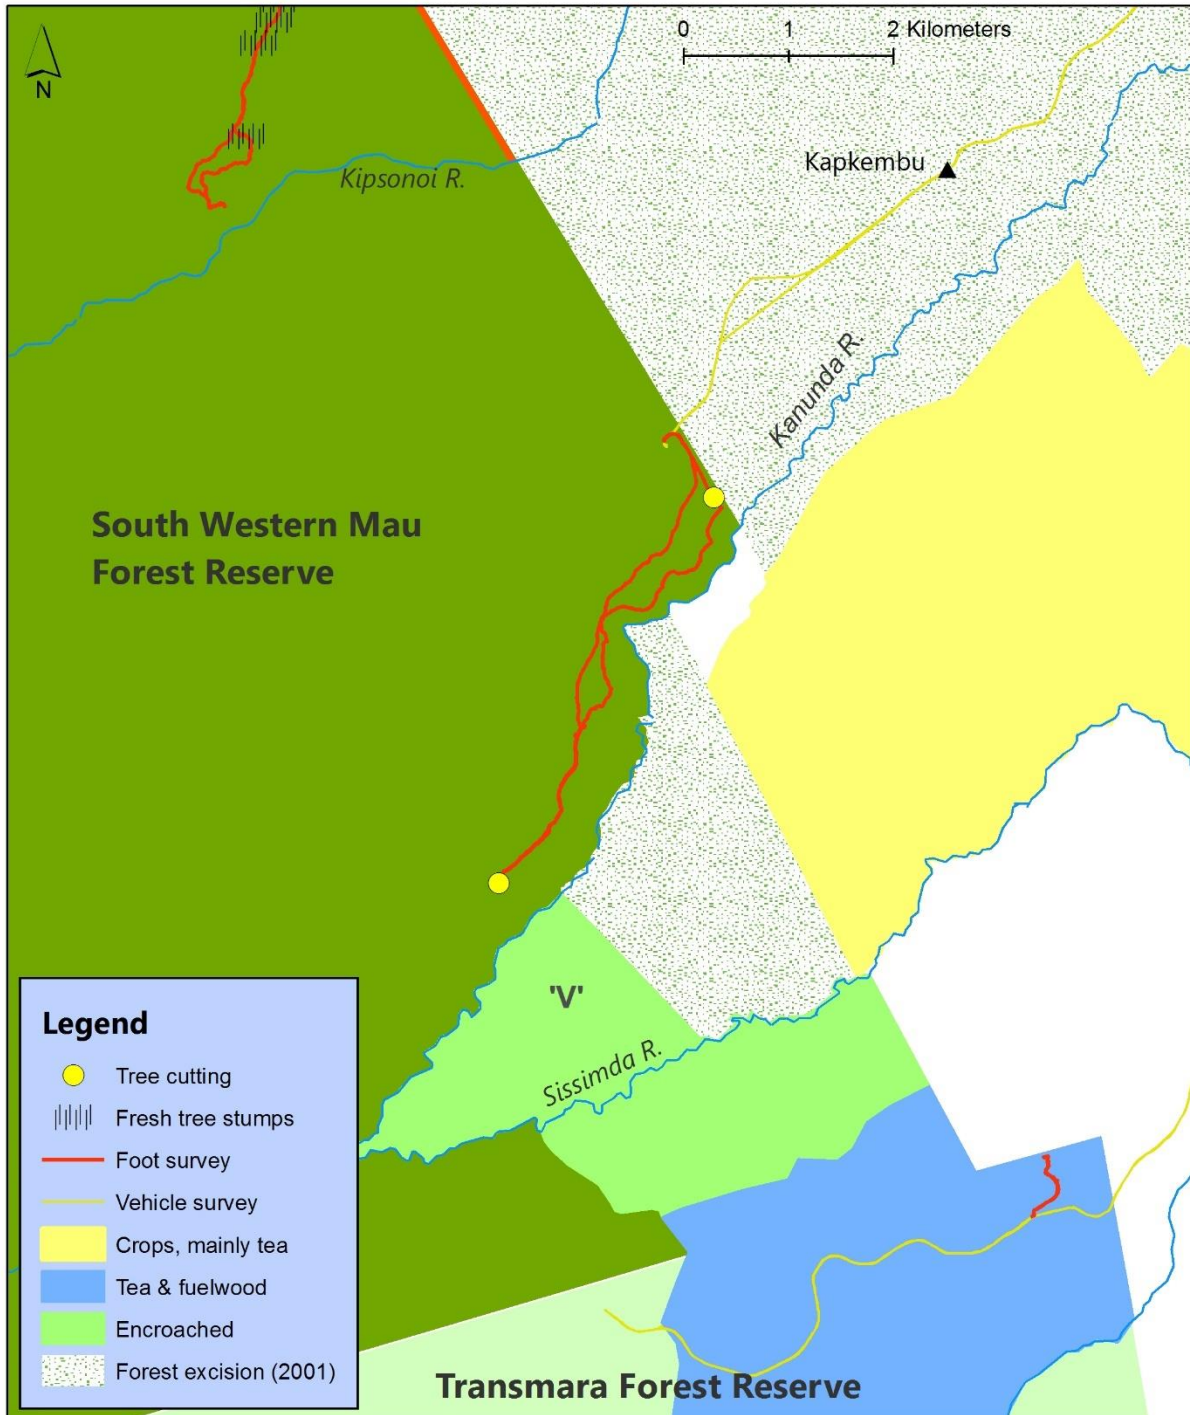 0 1 2 Kilometers
N
Kapkembu
Kipsonoi R.
Kanunda R.
South Western Mau
Forest Reserve
'V'
Sissimda R.
Legend
Tree cutting
Fresh tree stumps
Foot survey
Vehicle survey
Crops, mainly tea
Tea & fuelwood
Encroached
Forest excision (2001)
Transmara Forest Reserve